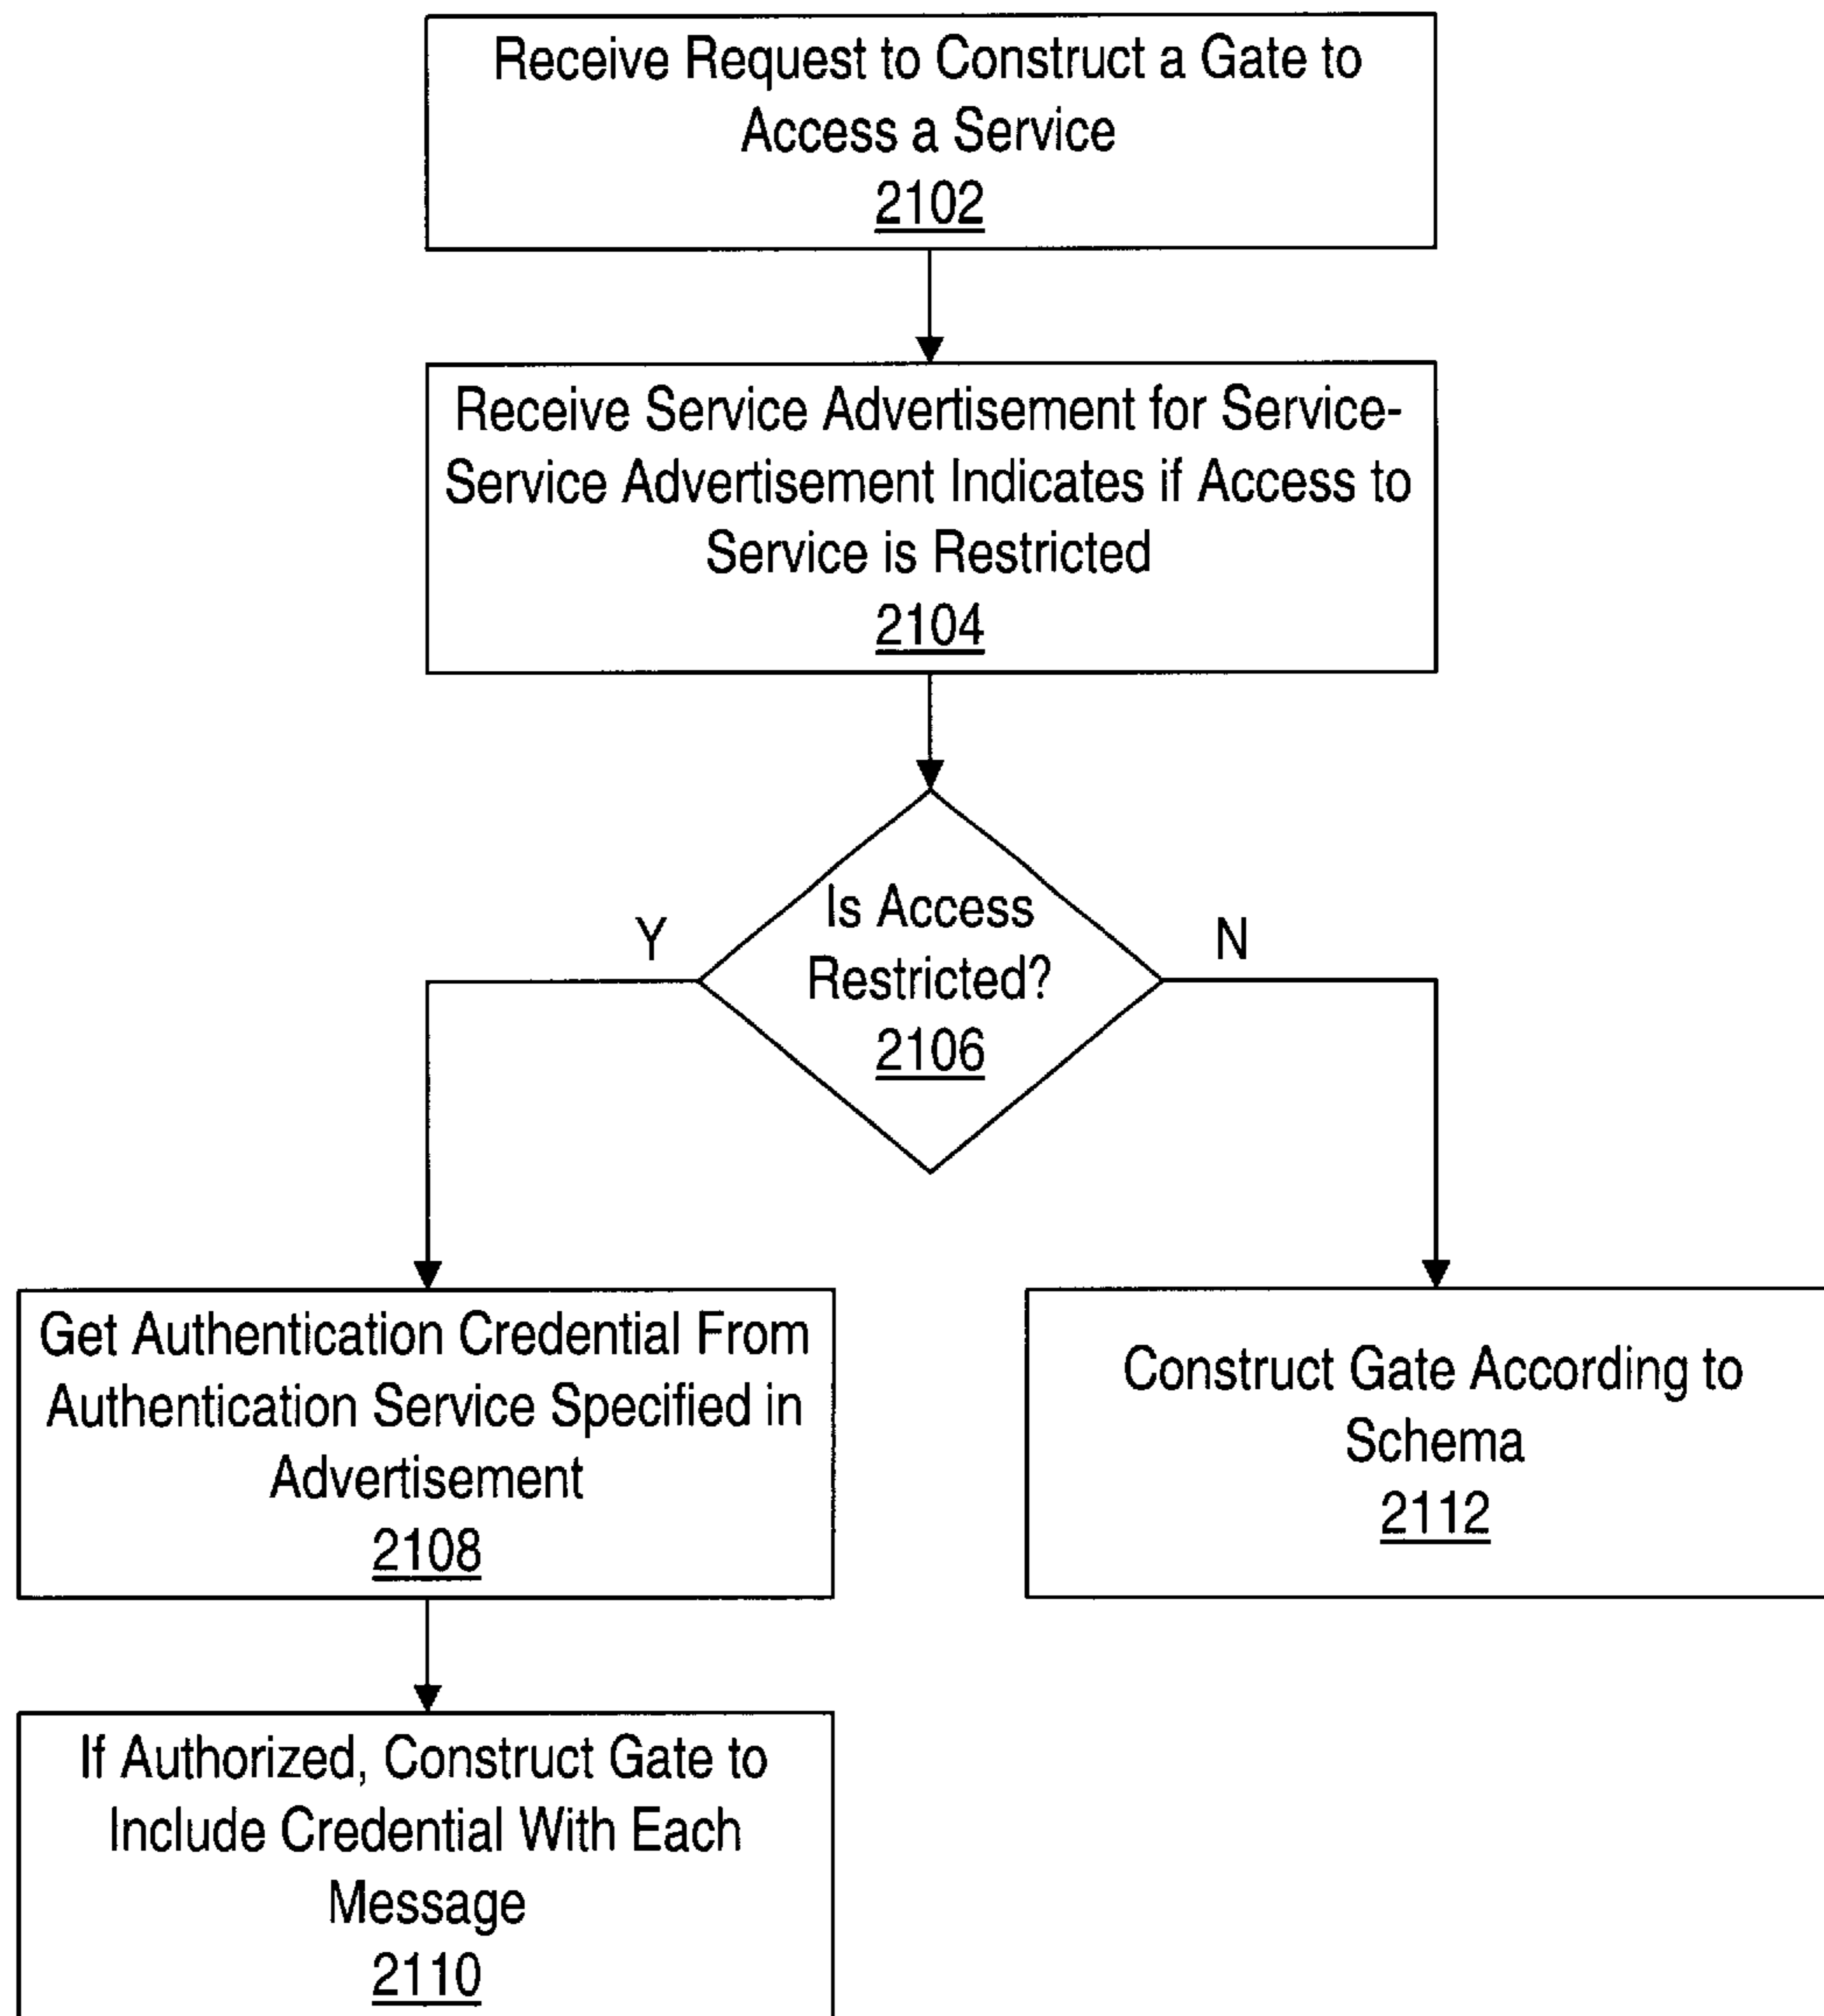 Receive Request to Construct a Gate to
Access a Service
2102
Receive Service Advertisement for Service-
Service Advertisement Indicates if Access to
Service is Restricted
2104
Is Access
Restricted?
2106
Y
N
Get Authentication Credential From
Authentication Service Specified in
Advertisement
2108
Construct Gate According to
Schema
2112
If Authorized, Construct Gate to
Include Credential With Each
Message
2110